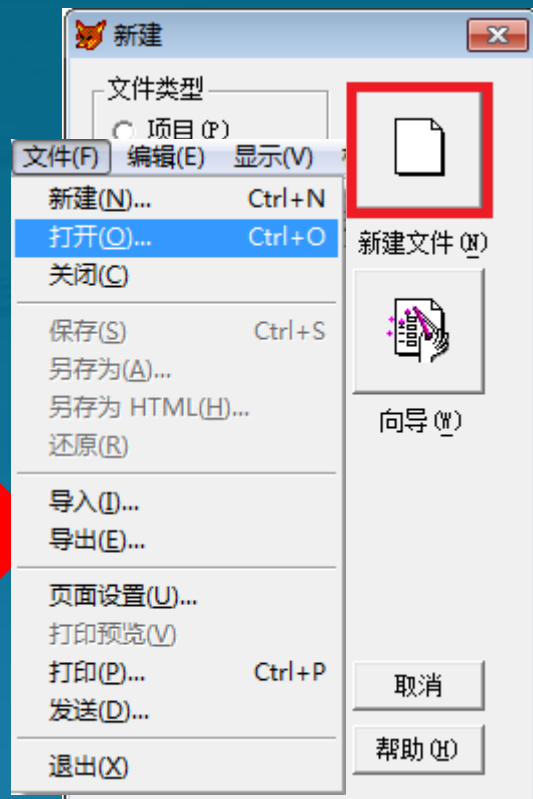 新建
文件类型
项目(P)
文件(F) 编辑(E) 显示(V)
新建(N)... Ctrl+N
打开(O)... Ctrl+O
关闭(C)
保存(S) Ctrl+S
另存为(A)...
另存为 HTML(H)...
还原(R)
导入(I)...
导出(E)...
页面设置(U)...
打印预览(V)
打印(P)... Ctrl+P
发送(D)...
退出(X)
新建文件(N)
向导(W)
取消
帮助(H)